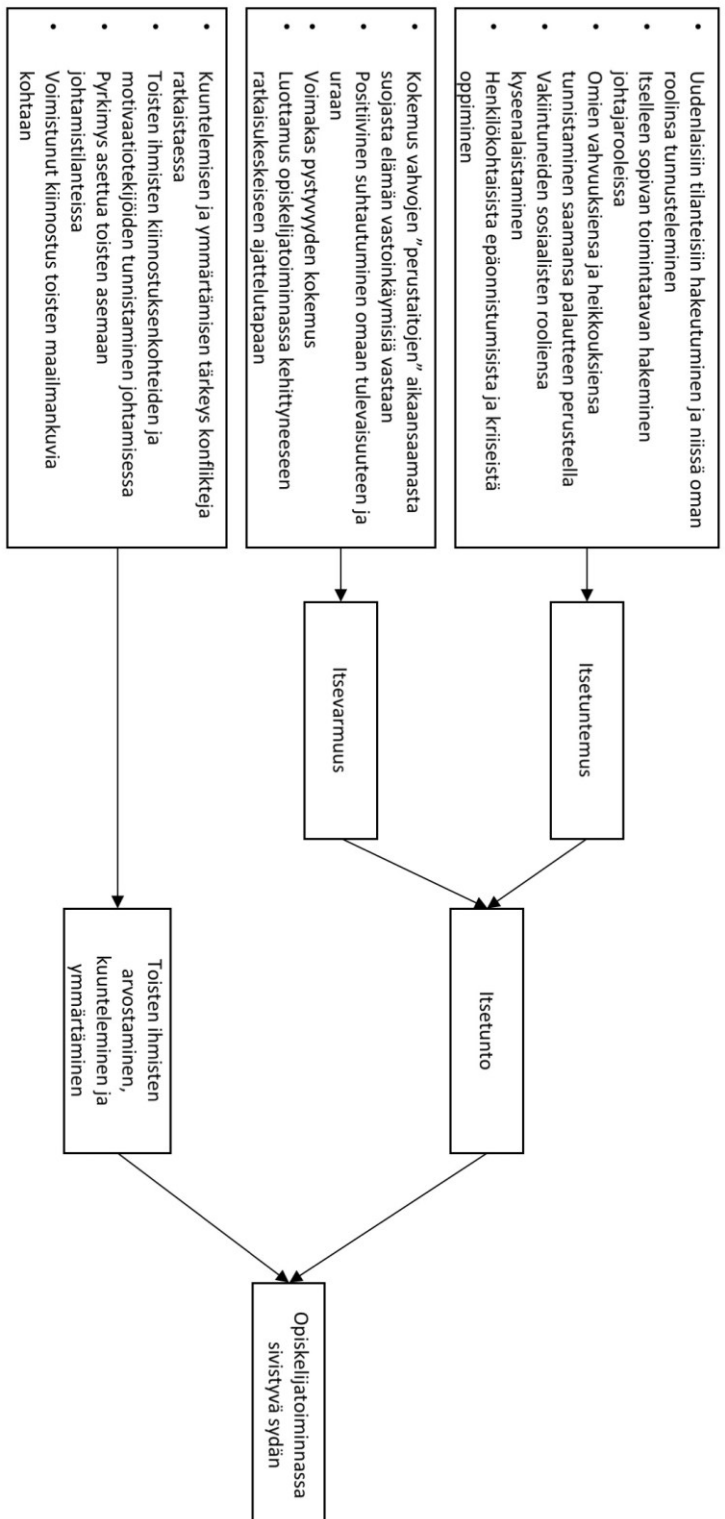 • Uudenlaisiin tilanteisiin hakeutuminen ja niissä oman
roolinsa tunnusteleminen
• Itselleen sopivan toimintatavan hakeminen
johtajarooleissa
• Omien vahvuuksiensa ja heikkouksiensa
tunnistaminen saamansa palautteen perusteella
• Vakiintuneiden sosiaalisten rooliensa
kyseenalaistaminen
• Henkilökohtaisista epäonnistumisista ja kriiseistä
oppiminen
• Kokemus vahvojen ”perustaitojen” aikaansaamasta
suojasta elämän vastoinkäymisiä vastaan
• Positiivinen suhtautuminen omaan tulevaisuuteen ja
uraan
• Voimakas pystyvyyden kokemus
• Luottamus opiskelijatoiminnassa kehittyneeseen
ratkaisukeskeiseen ajattelutapaan
• Kuuntelemisen ja ymmärtämisen tärkeys konflikteja
ratkaistaessa
• Toisten ihmisten kiinnostuksenkohteiden ja
motivaatiotekijöiden tunnistaminen johtamisessa
• Pyrkimys asettua toisten asemaan
johtamistilanteissa
• Voimistunut kiinnostus toisten maailmankuvia
kohtaan
Itsetuntemus
Itsevarmuus
Itsetunto
Toisten ihmisten
arvostaminen,
kuunteleminen ja
ymmärtäminen
Opiskelijatoiminnassa
sivistyvä sydän